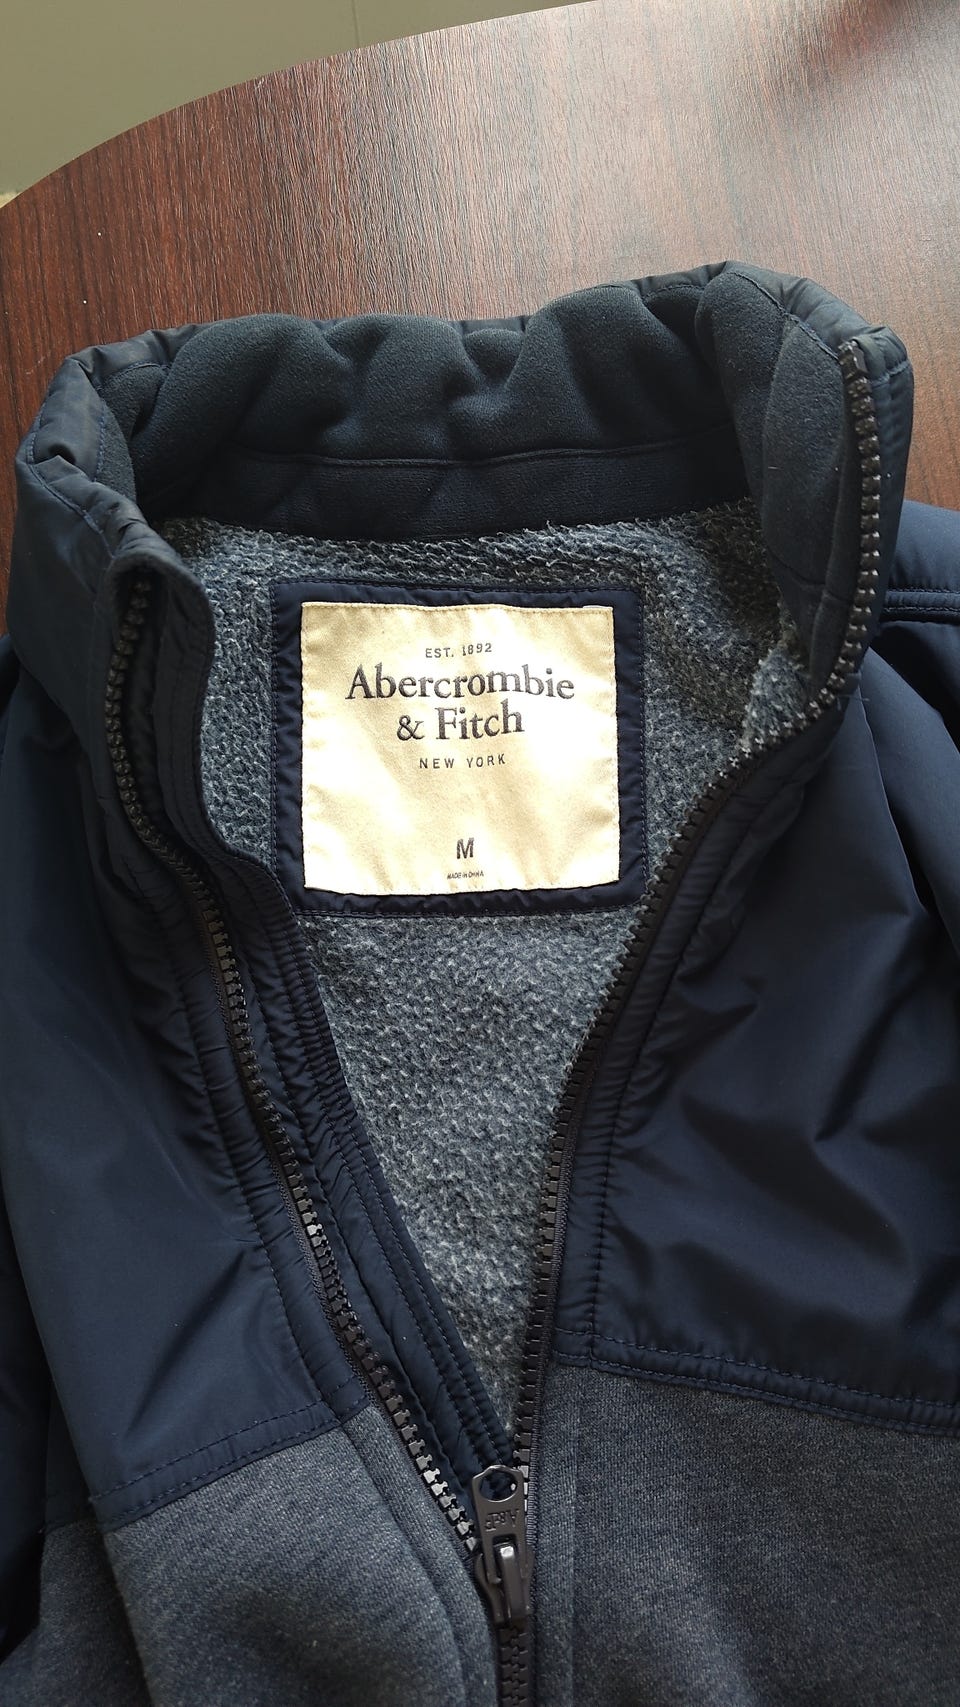 EST. 1892
Abercrombie
& Fitch
NEW YORK
M
MADE IN CHINA
A&F